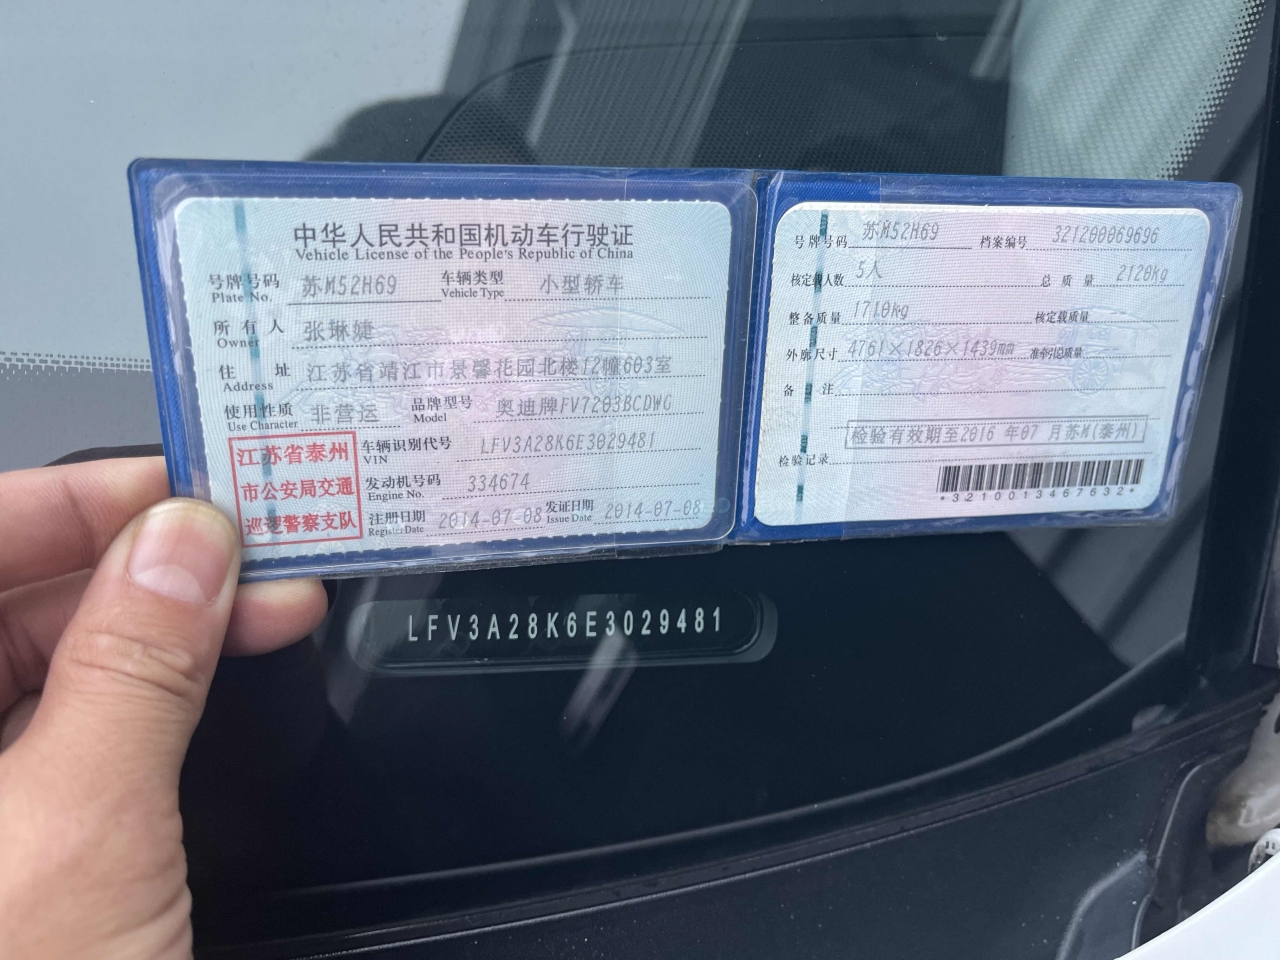 中华人民共和国机动车行驶证
Vehicle License of the People's Republic of China
号牌号码 苏M52H69 车辆类型 小型轿车
Plate No. Vehicle Type
所有人 张琳婕
Owner
住址 江苏省靖江市景馨花园北楼12幢603室
Address
使用性质 非营运 品牌型号 奥迪牌FV7203BCDWG
Use Character Model
江苏省泰州
市公安局交通
巡逻警察支队
车辆识别代号 LFV3A28K6E3029481
VIN
发动机号码 334674
Engine No.
注册日期 2014-07-08 发证日期 2014-07-08
Register Date Issue Date
号牌号码 苏M52H69 档案编号 321200069696
核定载人数 5人 总质量 2120kg
整备质量 1710kg 核定载质量
外廓尺寸 4761×1826×1439mm 准牵引总质量
备注
检验有效期至2016 年07 月苏M(泰州)
检验记录
*3210013467632*
LFV3A28K6E3029481